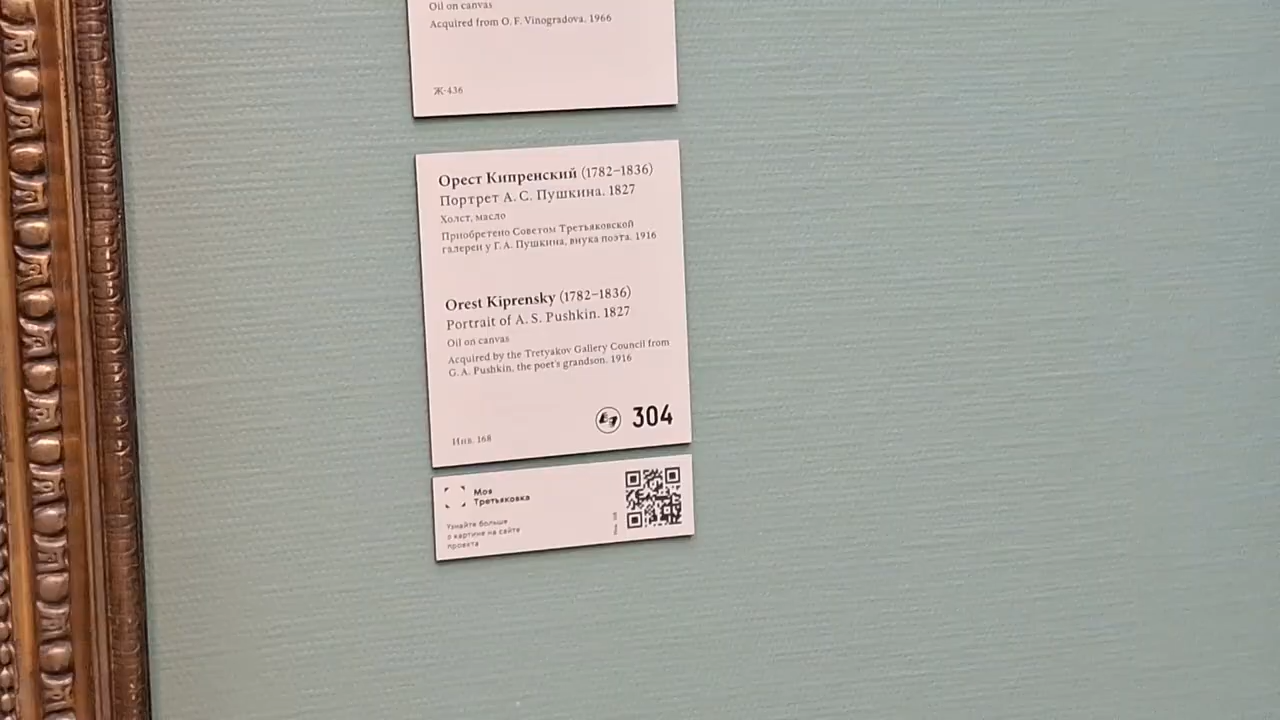 Oil on canvas
Acquired from O. F. Vinogradova. 1966
Ж-436
Орест Кипренский (1782–1836)
Портрет А. С. Пушкина. 1827
Холст, масло
Приобретено Советом Третьяковской
галереи у Г. А. Пушкина, внука поэта. 1916
Orest Kiprensky (1782–1836)
Portrait of A. S. Pushkin. 1827
Oil on canvas
Acquired by the Tretyakov Gallery Council from
G. A. Pushkin, the poet's grandson. 1916
304
Инв. 168
Моя
Третьяковка
Узнайте больше
о картине на сайте
проекта
Инв. 168